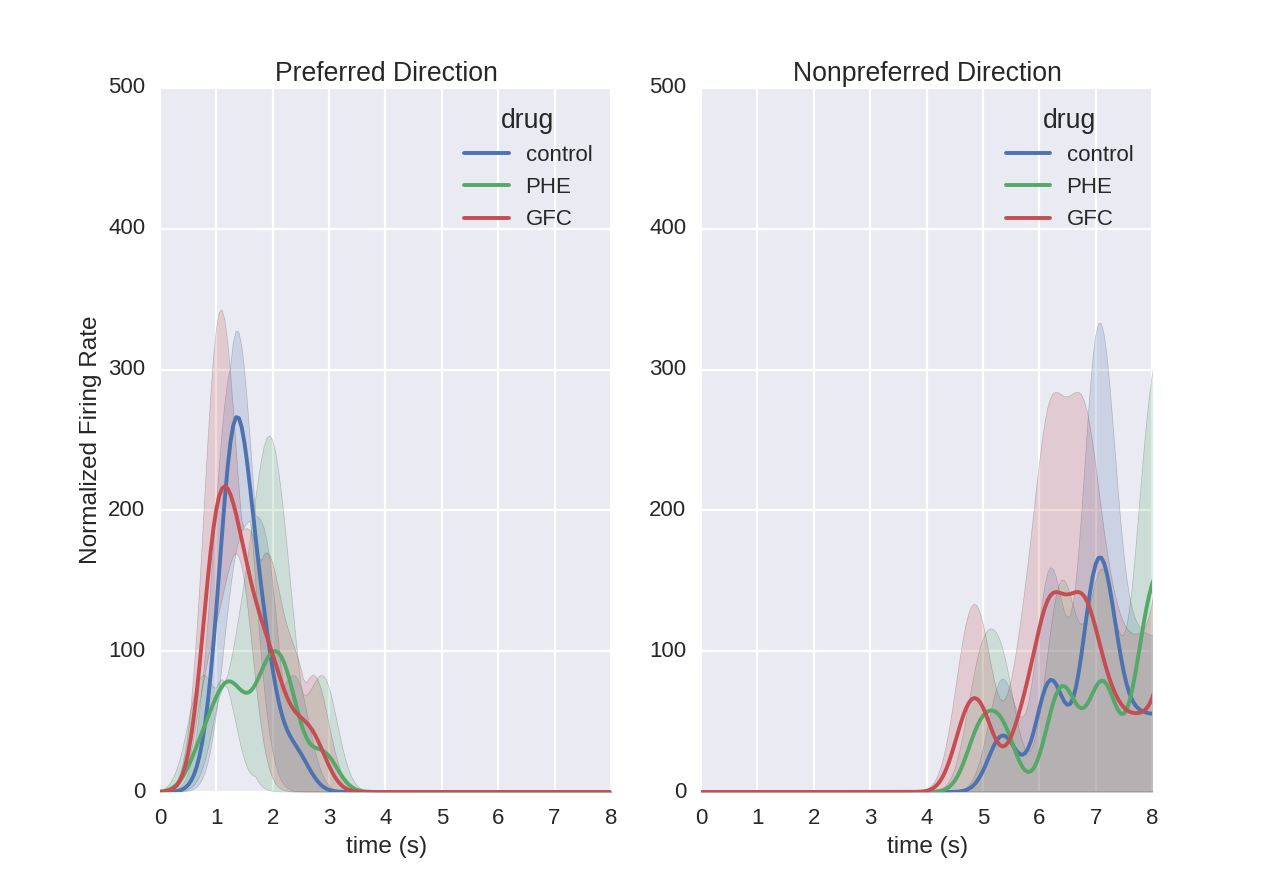 Preferred Direction
Normalized Firing Rate
500
400
300
200
100
0
drug
control
PHE
GFC
0 1 2 3 4 5 6 7 8
time (s)
Nonpreferred Direction
500
400
300
200
100
0
drug
control
PHE
GFC
0 1 2 3 4 5 6 7 8
time (s)